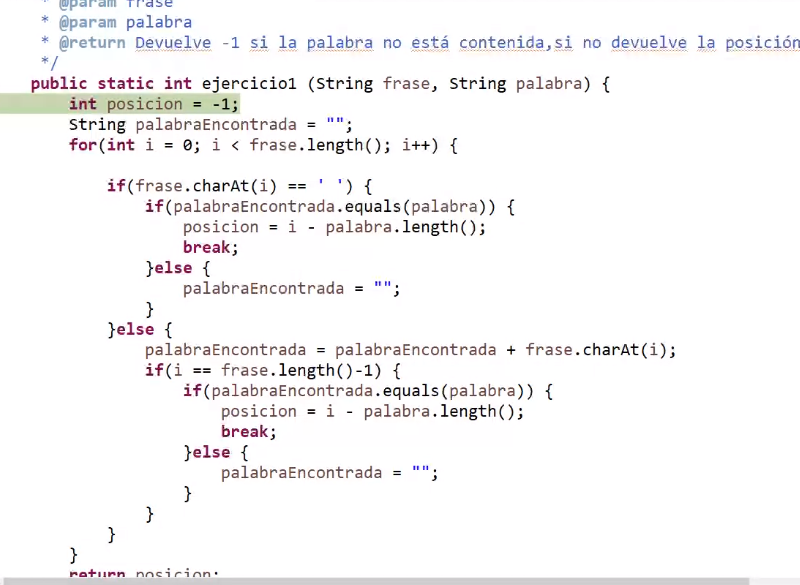 * @param frase
* @param palabra
* @return Devuelve -1 si la palabra no está contenida,si no devuelve la posición
*/
public static int ejercicio1 (String frase, String palabra) {
int posicion = -1;
String palabraEncontrada = "";
for(int i = 0; i < frase.length(); i++) {
if(frase.charAt(i) == ' ') {
if(palabraEncontrada.equals(palabra)) {
posicion = i - palabra.length();
break;
}else {
palabraEncontrada = "";
}
}else {
palabraEncontrada = palabraEncontrada + frase.charAt(i);
if(i == frase.length()-1) {
if(palabraEncontrada.equals(palabra)) {
posicion = i - palabra.length();
break;
}else {
palabraEncontrada = "";
}
}
}
}
return posicion;